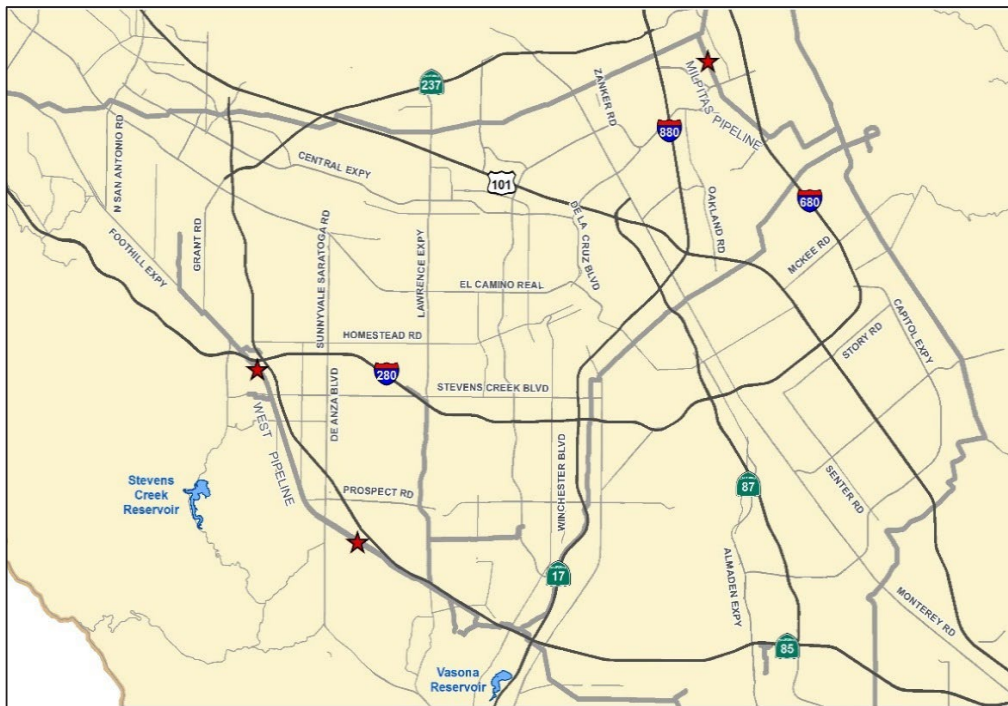 237
MILPITAS PIPELINE
ZANKER RD
880
N SAN ANTONIO RD
CENTRAL EXPY
101
OAKLAND RD
680
FOOTHILL EXPY
GRANT RD
SUNNYVALE SARATOGA RD
LAWRENCE EXPY
DE LA CRUZ BLVD
MCKEE RD
EL CAMINO REAL
CAPITOL EXPY
HOMESTEAD RD
STORY RD
280
STEVENS CREEK BLVD
DE ANZA BLVD
WEST PIPELINE
WINCHESTER BLVD
Stevens
Creek
Reservoir
PROSPECT RD
87
SENTER RD
17
ALMADEN EXPY
MONTEREY RD
85
Vasona
Reservoir